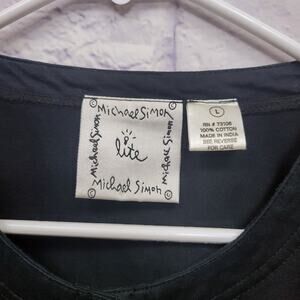 © Michael Simon ©
Michael Simon
lite
Michael Simon
© Michael Simon ©
L
RN # 73106
100% COTTON
MADE IN INDIA
SEE REVERSE
FOR CARE